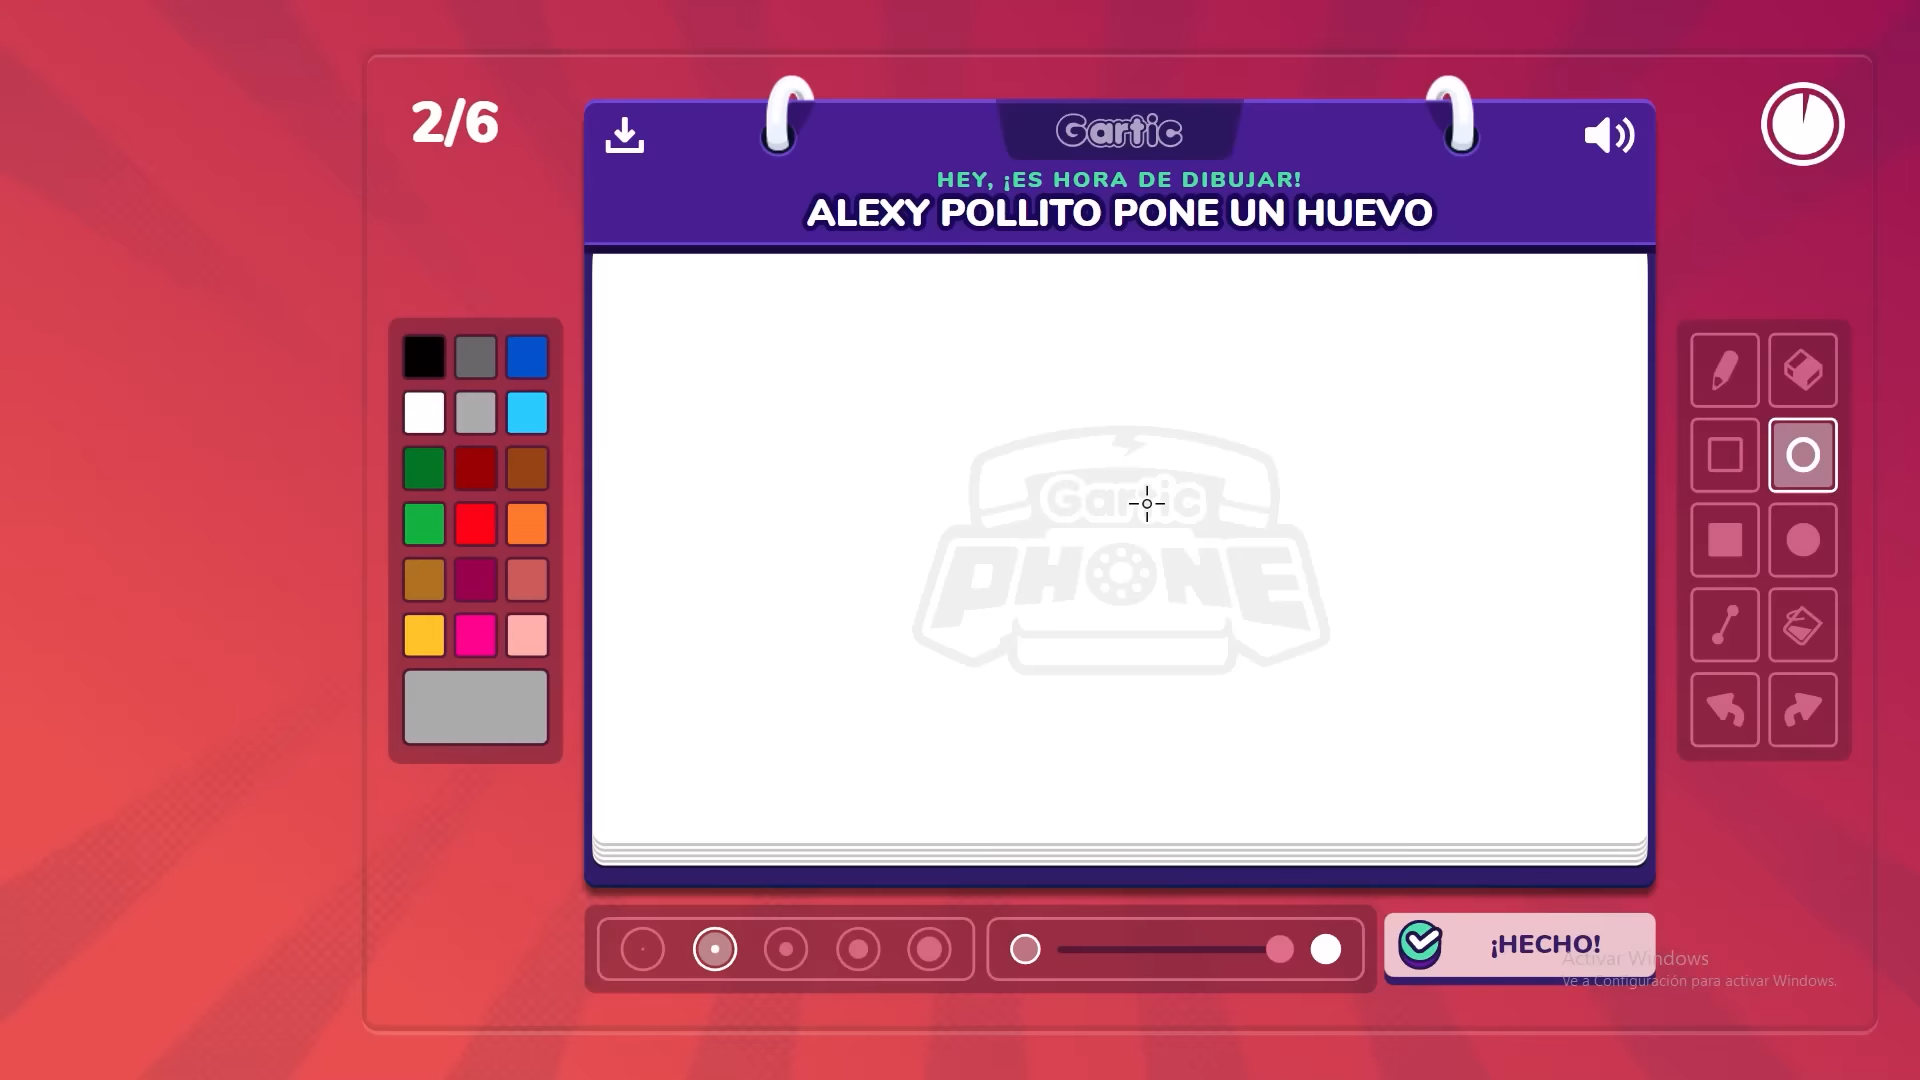 2/6
Gartic
HEY, ¡ES HORA DE DIBUJAR!
ALEXY POLLITO PONE UN HUEVO
Gartic
PHONE
¡HECHO!
Activar Windows
Ve a Configuración para activar Windows.